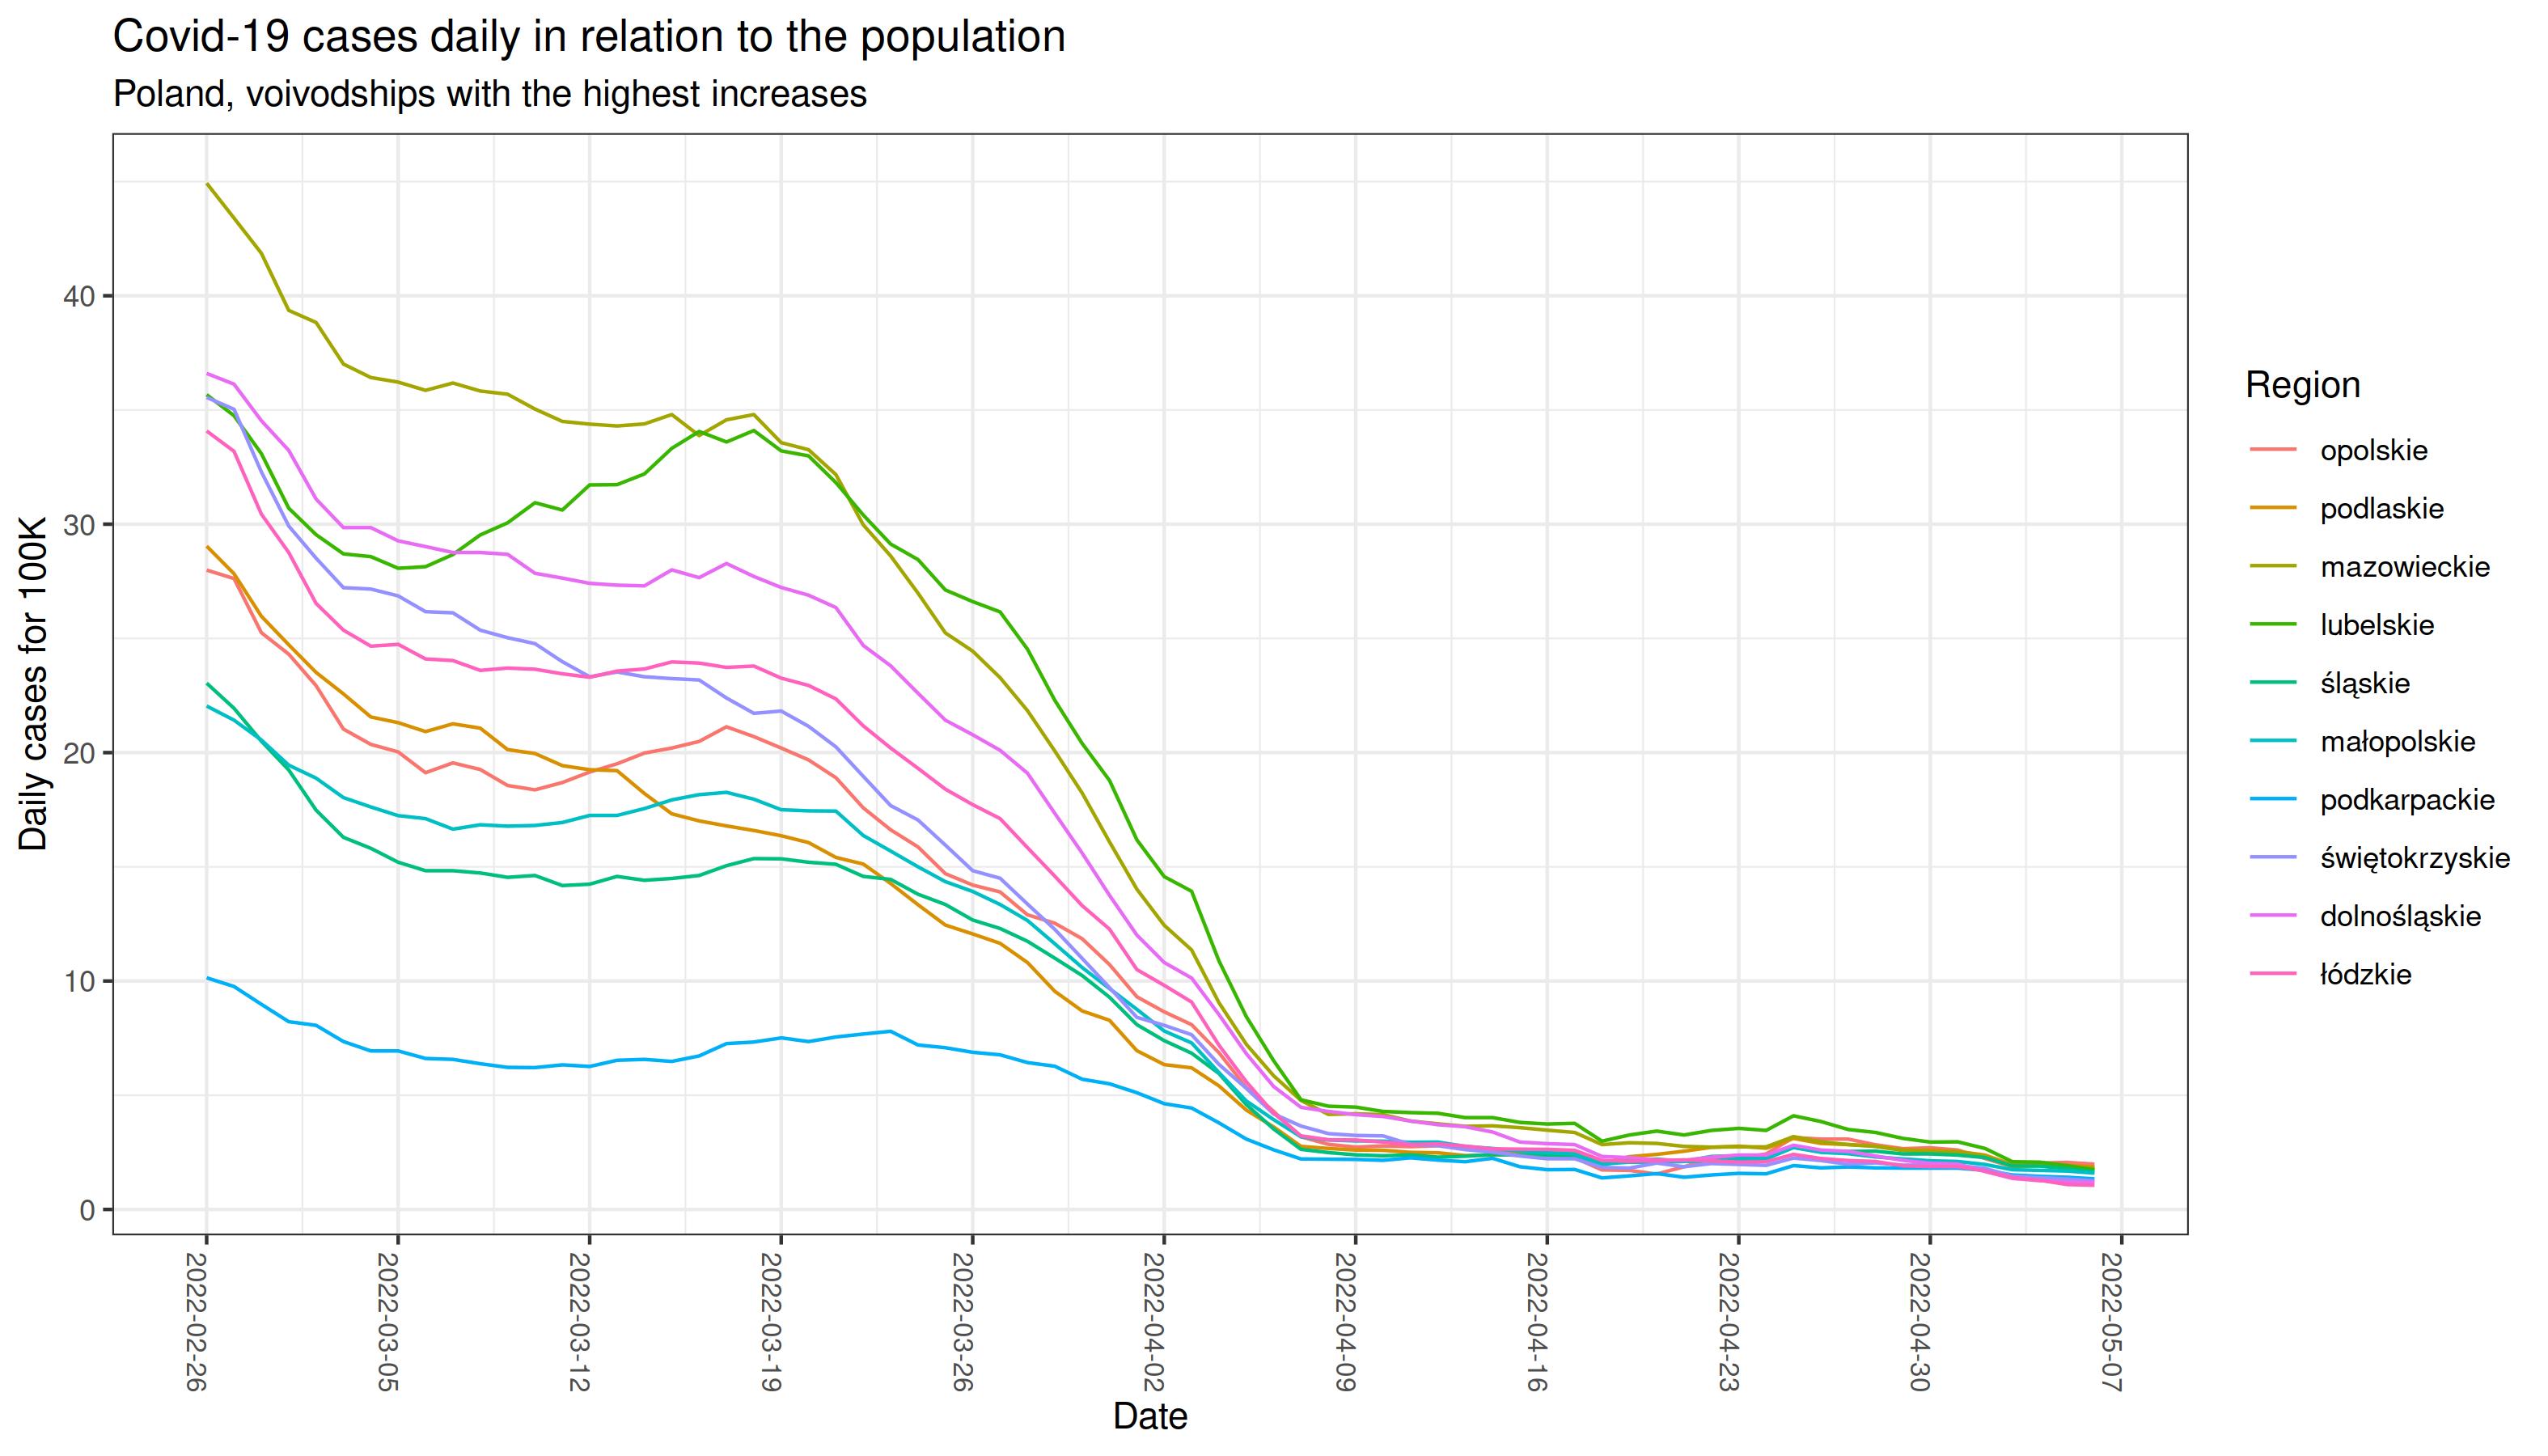 Covid-19 cases daily in relation to the population
Poland, voivodships with the highest increases
Daily cases for 100K
40
30
20
10
0
2022-02-26
2022-03-05
2022-03-12
2022-03-19
2022-03-26
2022-04-02
2022-04-09
2022-04-16
2022-04-23
2022-04-30
2022-05-07
Date
Region
opolskie
podlaskie
mazowieckie
lubelskie
śląskie
małopolskie
podkarpackie
świętokrzyskie
dolnośląskie
łódzkie